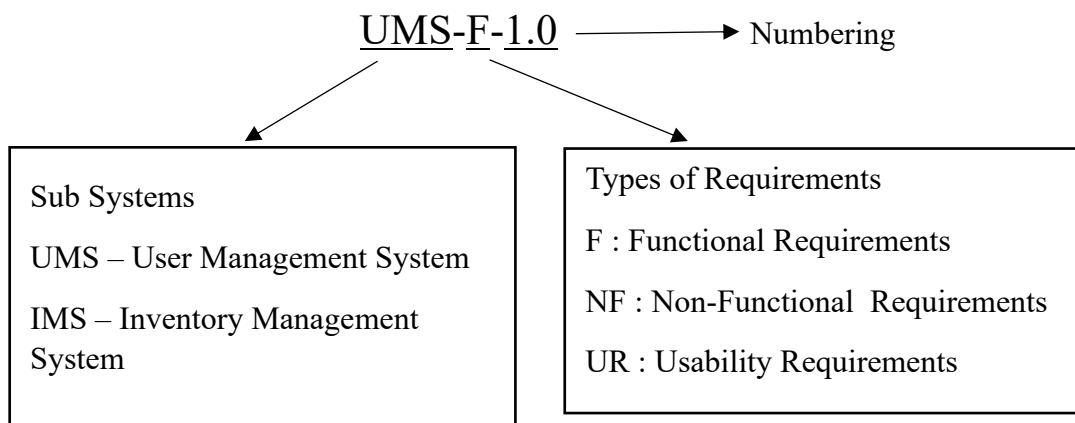 UMS-F-1.0
Numbering
Sub Systems
UMS – User Management System
IMS – Inventory Management
System
Types of Requirements
F : Functional Requirements
NF : Non-Functional  Requirements
UR : Usability Requirements